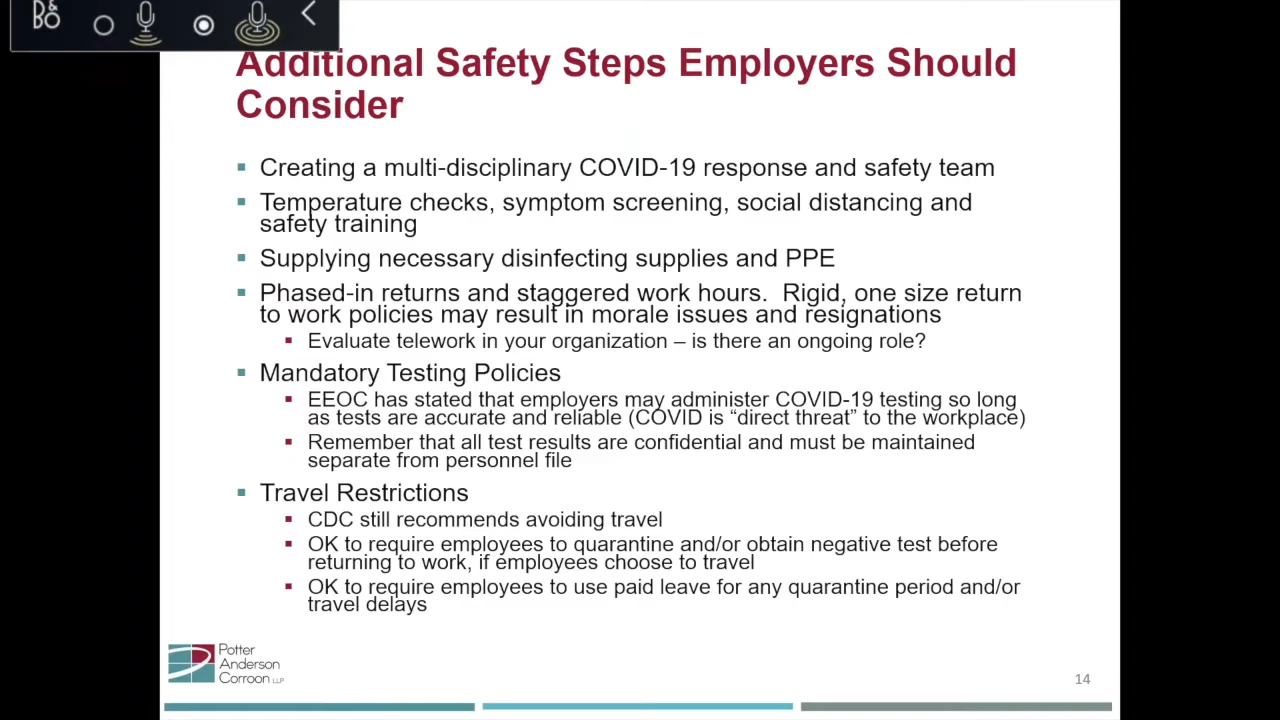 B&O
Additional Safety Steps Employers Should
Consider
Creating a multi-disciplinary COVID-19 response and safety team
Temperature checks, symptom screening, social distancing and
safety training
Supplying necessary disinfecting supplies and PPE
Phased-in returns and staggered work hours.  Rigid, one size return
to work policies may result in morale issues and resignations
Evaluate telework in your organization – is there an ongoing role?
Mandatory Testing Policies
EEOC has stated that employers may administer COVID-19 testing so long
as tests are accurate and reliable (COVID is “direct threat” to the workplace)
Remember that all test results are confidential and must be maintained
separate from personnel file
Travel Restrictions
CDC still recommends avoiding travel
OK to require employees to quarantine and/or obtain negative test before
returning to work, if employees choose to travel
OK to require employees to use paid leave for any quarantine period and/or
travel delays
Potter
Anderson
Corroon LLP
14